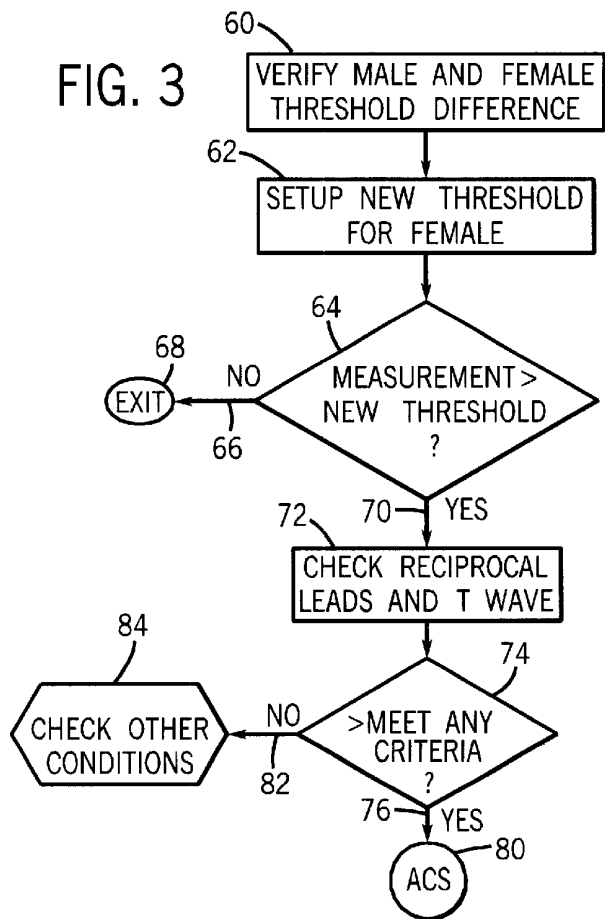 60
FIG. 3
VERIFY MALE AND FEMALE
THRESHOLD DIFFERENCE
62
SETUP NEW THRESHOLD
FOR FEMALE
64
68
NO
MEASUREMENT >
EXIT
NEW THRESHOLD
66
?
70
YES
72
CHECK RECIPROCAL
LEADS AND T WAVE
84
74
NO
>MEET ANY
CHECK OTHER
CRITERIA
CONDITIONS
82
?
76
YES
80
ACS